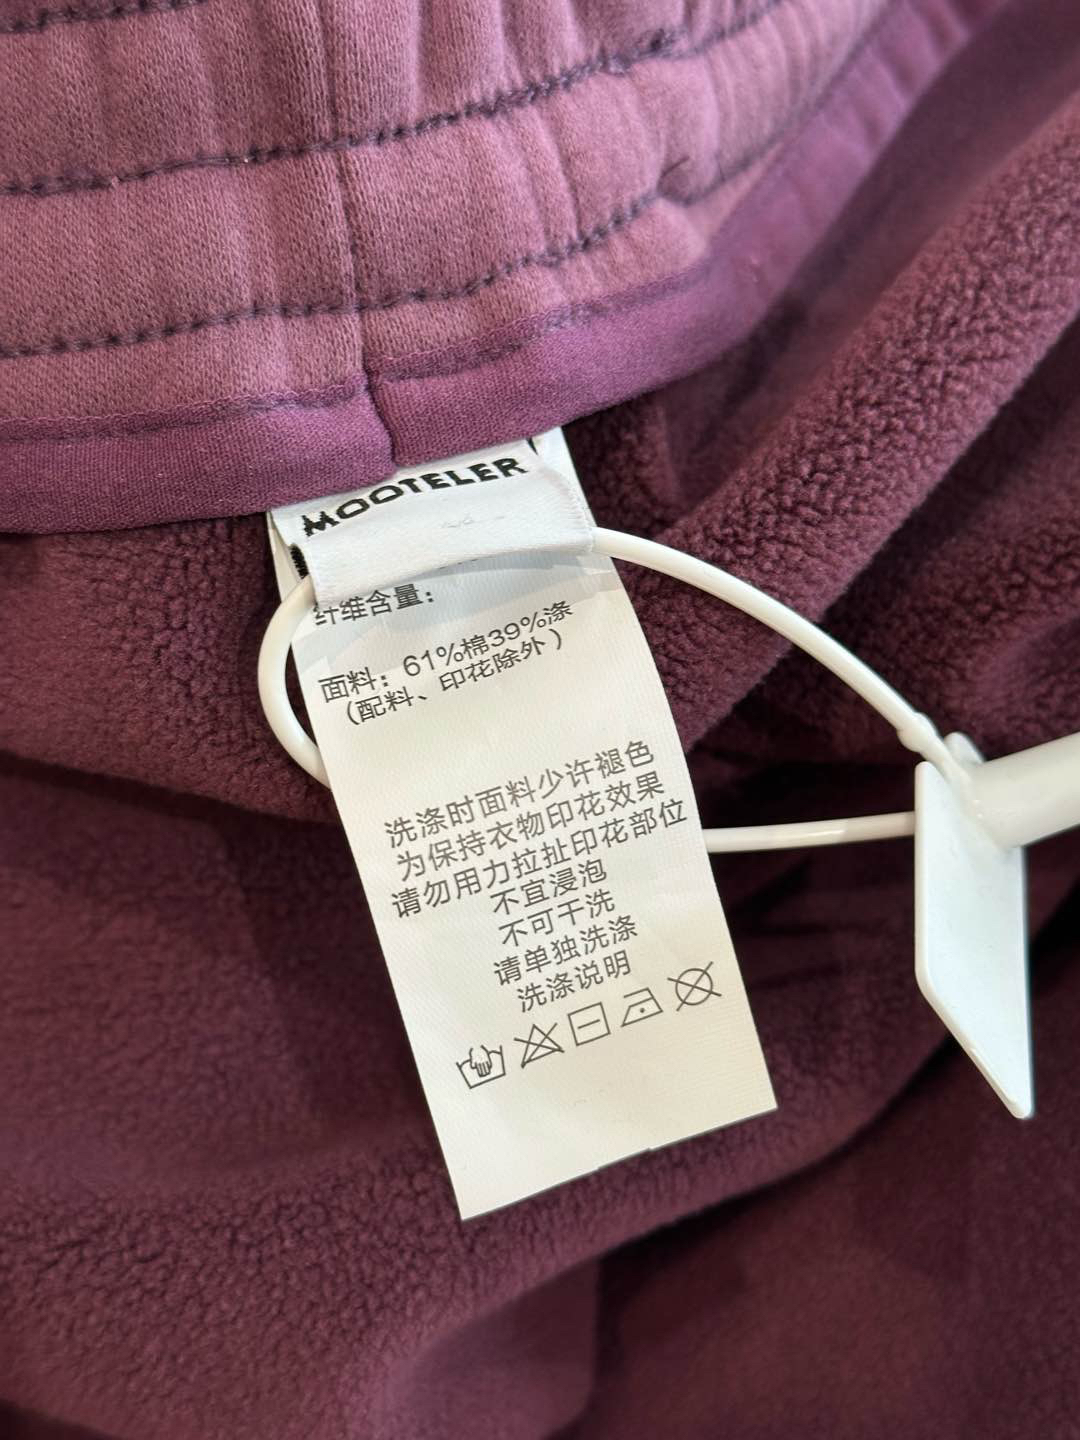 MOOTELER
纤维含量：
面料：61%棉39%涤
（配料、印花除外）
洗涤时面料少许褪色
为保持衣物印花效果
请勿用力拉扯印花部位
不宜浸泡
不可干洗
请单独洗涤
洗涤说明